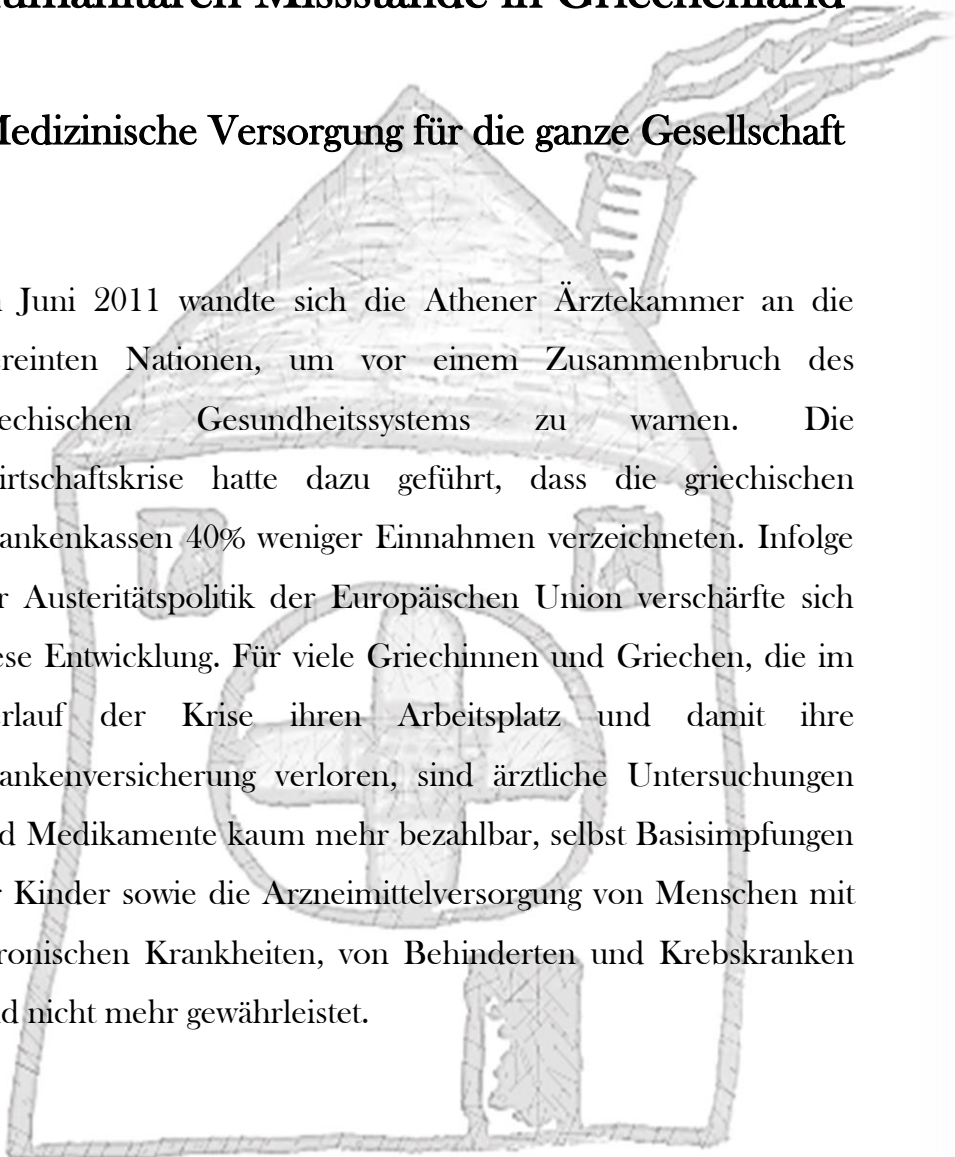 humanitären Missstände in Griechenland
Medizinische Versorgung für die ganze Gesellschaft
Juni 2011 wandte sich die Athener Ärztekammer an die
ereinten Nationen, um vor einem Zusammenbruch des
echischen Gesundheitssystems zu warnen. Die
irtschaftskrise hatte dazu geführt, dass die griechischen
ankenkassen 40% weniger Einnahmen verzeichneten. Infolge
r Austeritätspolitik der Europäischen Union verschärfte sich
ese Entwicklung. Für viele Griechinnen und Griechen, die im
erlauf der Krise ihren Arbeitsplatz und damit ihre
ankenversicherung verloren, sind ärztliche Untersuchungen
d Medikamente kaum mehr bezahlbar, selbst Basisimpfungen
r Kinder sowie die Arzneimittelversorgung von Menschen mit
ronischen Krankheiten, von Behinderten und Krebskranken
d nicht mehr gewährleistet.